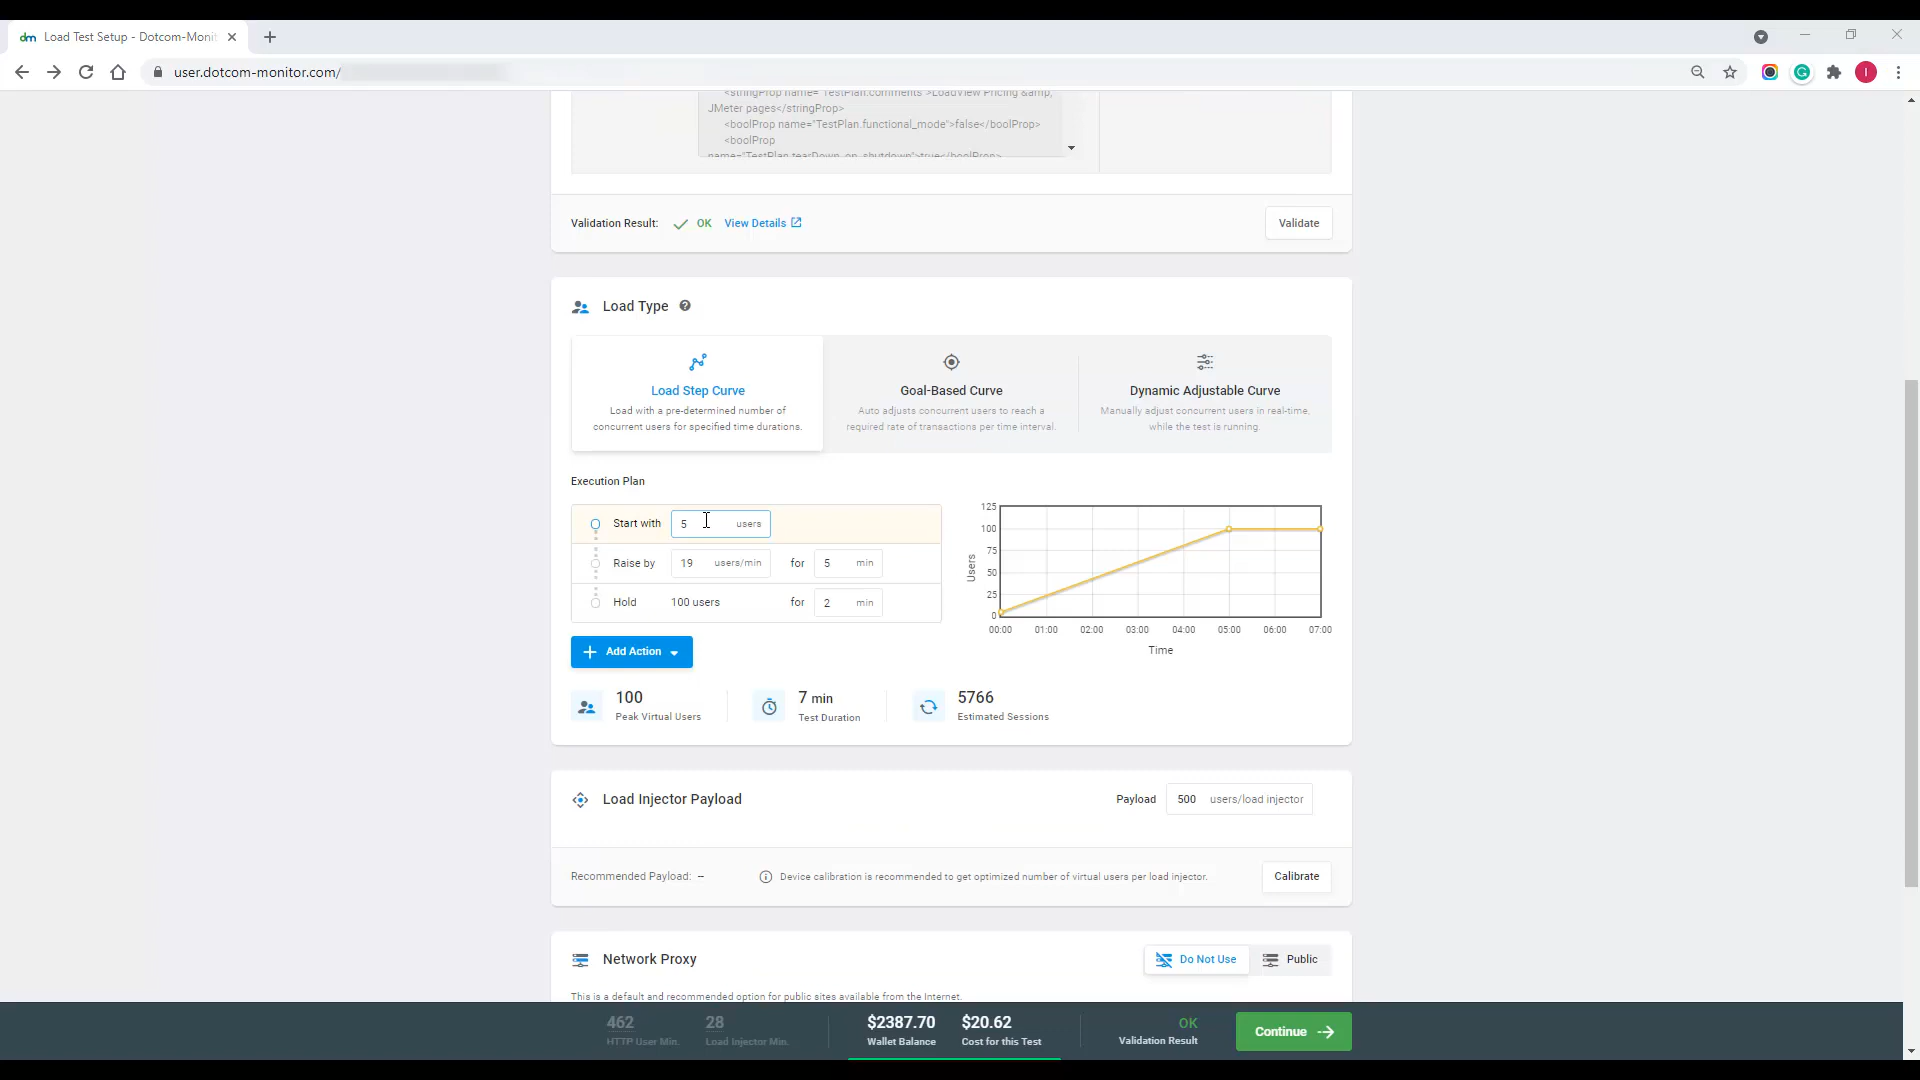 dm Load Test Setup - Dotcom-Monit
user.dotcom-monitor.com/
I
<stringProp name="TestPlan.comments">LoadView Pricing &amp;
JMeter pages</stringProp>
<boolProp name="TestPlan.functional_mode">false</boolProp>
<boolProp
name="TestPlan.tearDown_on_shutdown">true</boolProp>
Validation Result: OK View Details Validate
Load Type ?
Load Step Curve
Load with a pre-determined number of
concurrent users for specified time durations.
Goal-Based Curve
Auto adjusts concurrent users to reach a
required rate of transactions per time interval.
Dynamic Adjustable Curve
Manually adjust concurrent users in real-time,
while the test is running.
Execution Plan
Start with 5 users
Raise by 19 users/min for 5 min
Hold 100 users for 2 min
+ Add Action
125
100
75
50
25
0
Users
00:00 01:00 02:00 03:00 04:00 05:00 06:00 07:00
Time
100
Peak Virtual Users
7 min
Test Duration
5766
Estimated Sessions
Load Injector Payload Payload 500 users/load injector
Recommended Payload: -- Device calibration is recommended to get optimized number of virtual users per load injector. Calibrate
Network Proxy Do Not Use Public
This is a default and recommended option for public sites available from the Internet.
462
HTTP User Min.
28
Load Injector Min.
$2387.70
Wallet Balance
$20.62
Cost for this Test
OK
Validation Result
Continue